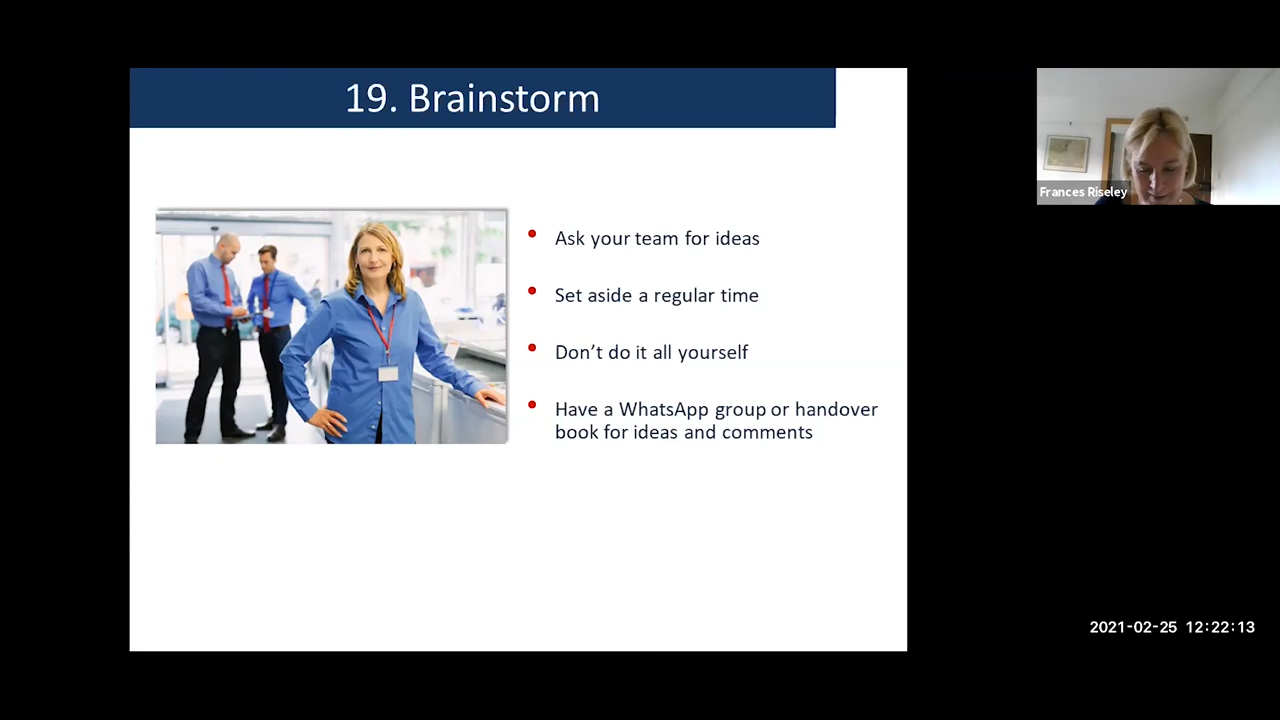 19. Brainstorm
Ask your team for ideas
Set aside a regular time
Don’t do it all yourself
Have a WhatsApp group or handover
book for ideas and comments
Frances Riseley
2021-02-25 12:22:13